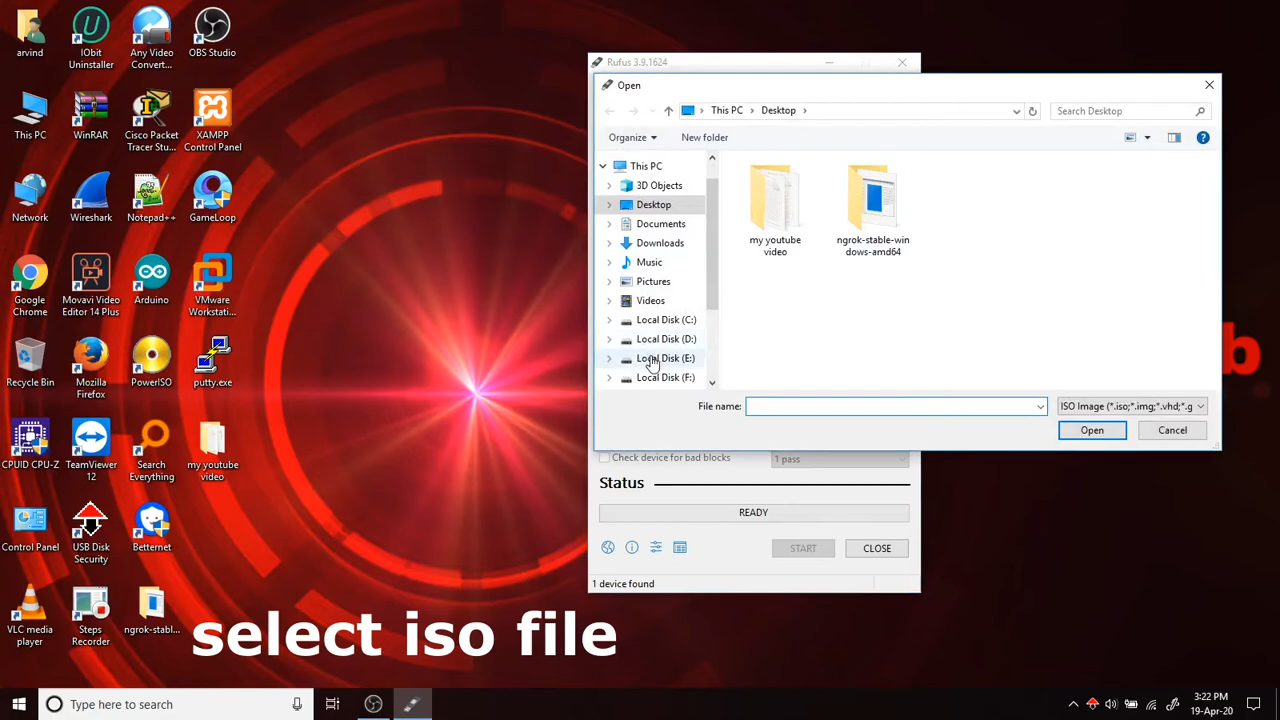 arvind
IObit
Uninstaller
Any Video
Convert...
OBS Studio
This PC
WinRAR
Cisco Packet
Tracer Stu...
XAMPP
Control Panel
Network
Wireshark
Notepad++
GameLoop
Google
Chrome
Movavi Video
Editor 14 Plus
Arduino
VMware
Workstati...
Recycle Bin
Mozilla
Firefox
PowerISO
putty.exe
CPUID CPU-Z
TeamViewer
12
Search
Everything
my youtube
video
Control Panel
USB Disk
Security
Betternet
VLC media
player
Steps
Recorder
ngrok-stabl...
Rufus 3.9.1624
Open
This PC > Desktop >
Search Desktop
Organize
New folder
This PC
3D Objects
Desktop
Documents
Downloads
Music
Pictures
Videos
Local Disk (C:)
Local Disk (D:)
Local Disk (E:)
Local Disk (F:)
my youtube
video
ngrok-stable-win
dows-amd64
File name:
ISO Image (*.iso;*.img;*.vhd;*.g
Open
Cancel
b
Check device for bad blocks
1 pass
Status
READY
START
CLOSE
1 device found
select iso file
Type here to search
3:22 PM
19-Apr-20